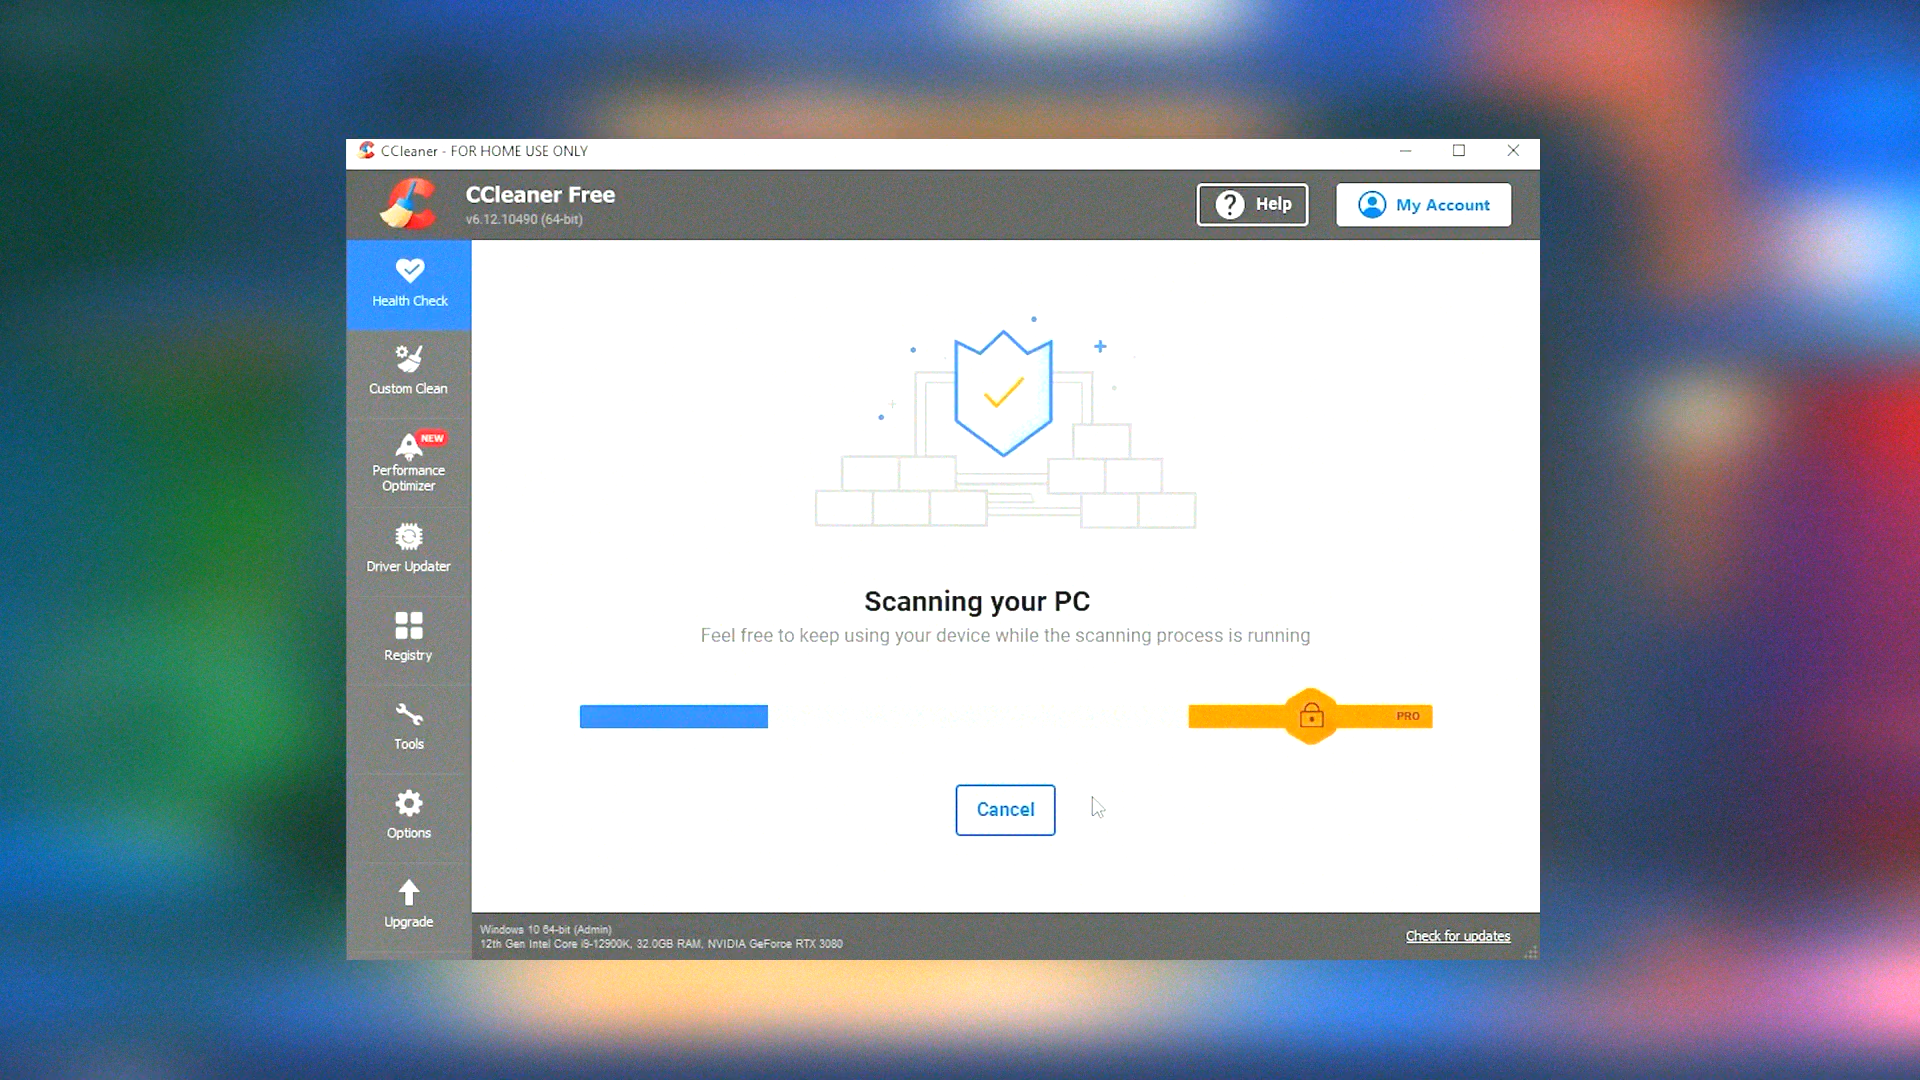 CCleaner - FOR HOME USE ONLY
CCleaner Free
v6.12.10490 (64-bit)
Help
My Account
Health Check
Custom Clean
NEW
Performance
Optimizer
Driver Updater
Registry
Tools
Options
Upgrade
Scanning your PC
Feel free to keep using your device while the scanning process is running
PRO
Cancel
Windows 10 64-bit (Admin)
12th Gen Intel Core i9-12900K, 32.0GB RAM, NVIDIA GeForce RTX 3080
Check for updates